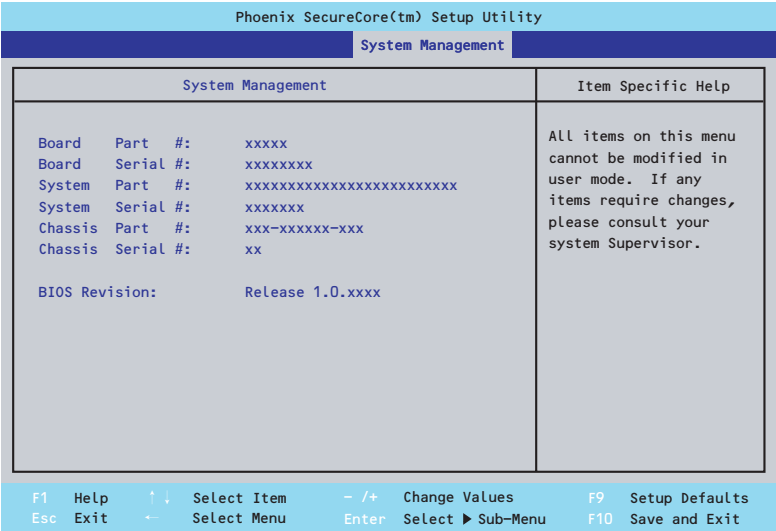 Phoenix SecureCore(tm) Setup Utility
System Management
System Management
Item Specific Help
Board Part #: xxxxx
Board Serial #: xxxxxxxx
System Part #: xxxxxxxxxxxxxxxxxxxxxxxxx
System Serial #: xxxxxxx
Chassis Part #: xxx-xxxxxx-xxx
Chassis Serial #: xx
BIOS Revision: Release 1.0.xxxx
All items on this menu
cannot be modified in
user mode. If any
items require changes,
please consult your
system Supervisor.
F1 Help ↑↓ Select Item - /+ Change Values F9 Setup Defaults
Esc Exit ← Select Menu Enter Select ▶ Sub-Menu F10 Save and Exit